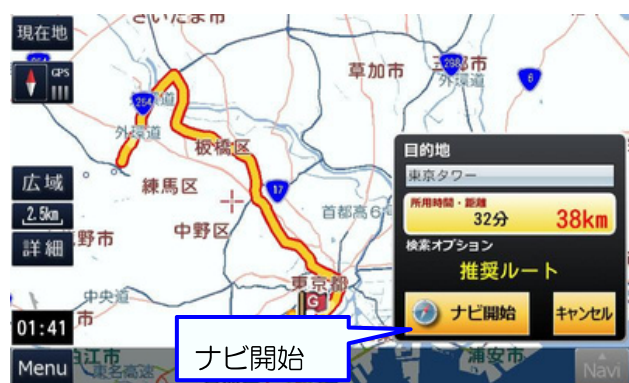 さいたま市
現在地
GPS
草加市
298
外環道
6
254
外環道
板橋区
練馬区
17
広域
2.5km
詳細
野市
中野区
首都高6
目的地
東京タワー
所用時間・距離
32分
38km
検索オプション
推奨ルート
ナビ開始
キャンセル
東京都
G
中央道
01:41
市
ナビ開始
Menu
狛江市
東名高速
浦安市
Navi